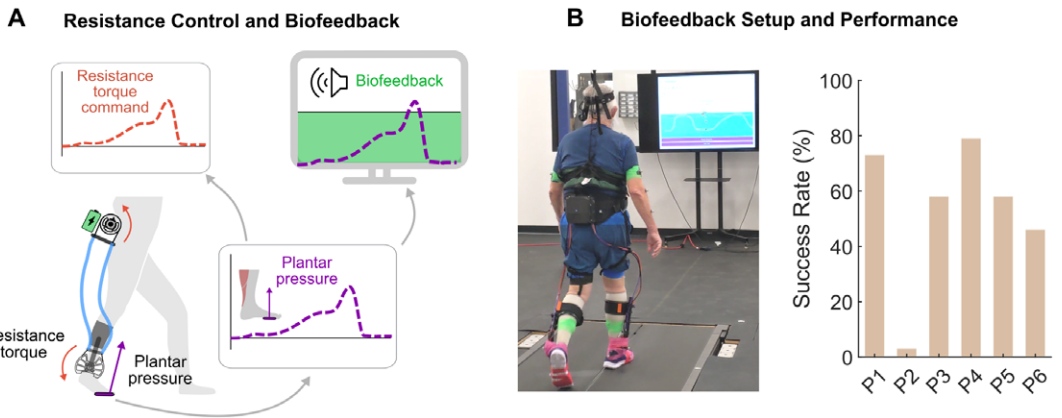 A
Resistance Control and Biofeedback
Resistance
torque
command
Biofeedback
Plantar
pressure
esistance
torque
Plantar
pressure
B
Biofeedback Setup and Performance
Success Rate (%)
100
80
60
40
20
0
P1
P2
P3
P4
P5
P6